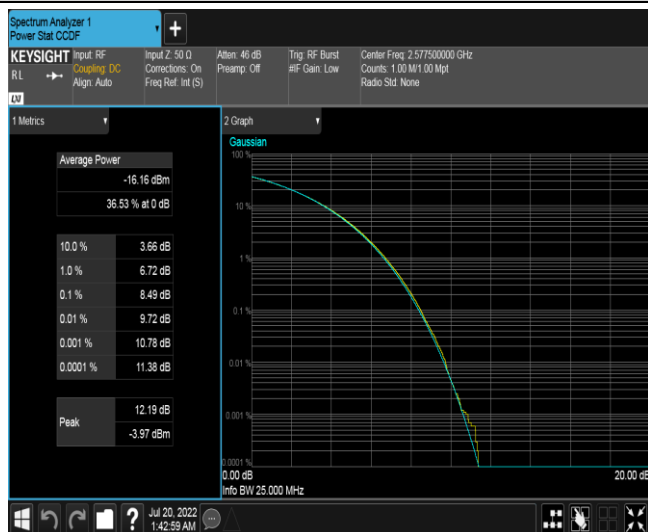 Spectrum Analyzer 1
Power Stat CCDF
+
KEYSIGHT
RL
LXI
Input: RF
Coupling: DC
Align: Auto
Input Z: 50 Ω
Corrections: On
Freq Ref: Int (S)
Atten: 46 dB
Preamp: Off
Trig: RF Burst
#IF Gain: Low
Center Freq: 2.577500000 GHz
Counts: 1.00 M/1.00 Mpt
Radio Std: None
1 Metrics
Average Power
-16.16 dBm
36.53 % at 0 dB
10.0 % 3.66 dB
1.0 % 6.72 dB
0.1 % 8.49 dB
0.01 % 9.72 dB
0.001 % 10.78 dB
0.0001 % 11.38 dB
Peak
12.19 dB
-3.97 dBm
2 Graph
Gaussian
100 %
10 %
1 %
0.1 %
0.01 %
0.001 %
0.0001 %
0.00 dB
20.00 dB
Info BW 25.000 MHz
?
Jul 20, 2022
1:42:59 AM